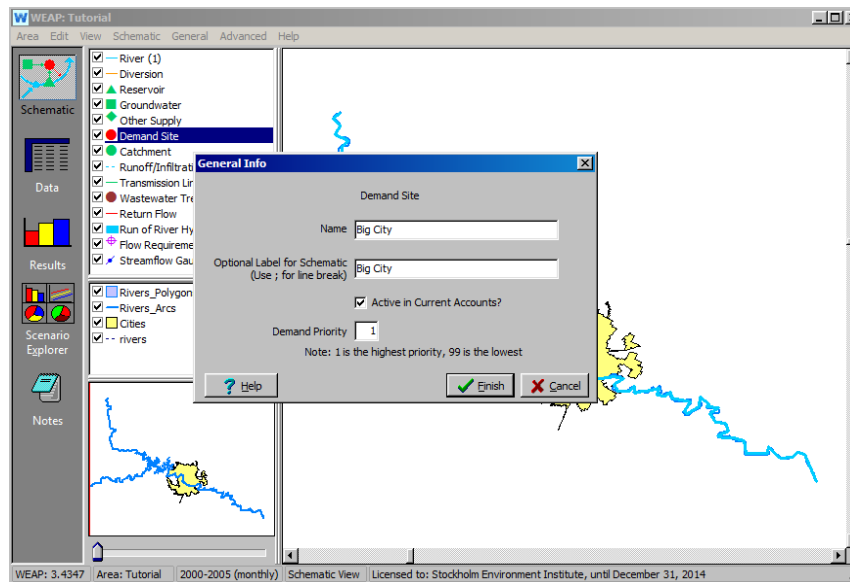 WEAP: Tutorial
Area Edit View Schematic General Advanced Help
Schematic
Data
Results
Scenario
Explorer
Notes
River (1)
Diversion
Reservoir
Groundwater
Other Supply
Demand Site
Catchment
Runoff/Infiltrati
Transmission Lin
Wastewater Tre
Return Flow
Run of River Hy
Flow Requireme
Streamflow Gau
Rivers_Polygon
Rivers_Arcs
Cities
rivers
General Info
Demand Site
Name Big City
Optional Label for Schematic
(Use ; for line break) Big City
Active in Current Accounts?
Demand Priority 1
Note: 1 is the highest priority, 99 is the lowest
? Help Finish Cancel
WEAP: 3.4347 Area: Tutorial 2000-2005 (monthly) Schematic View Licensed to: Stockholm Environment Institute, until December 31, 2014